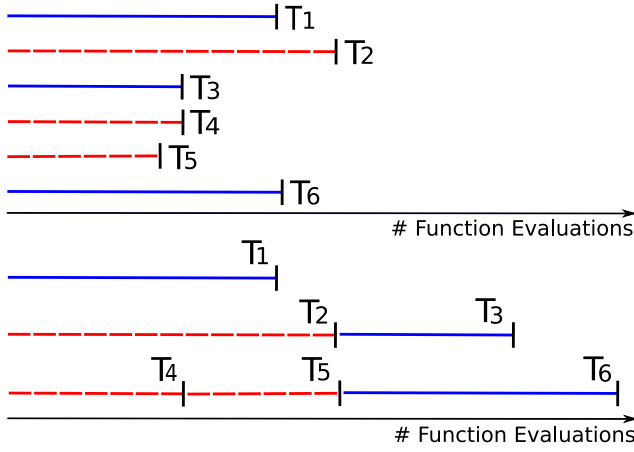 T1
T2
T3
T4
T5
T6
# Function Evaluations
T1
T2 T3
T4 T5 T6
# Function Evaluations